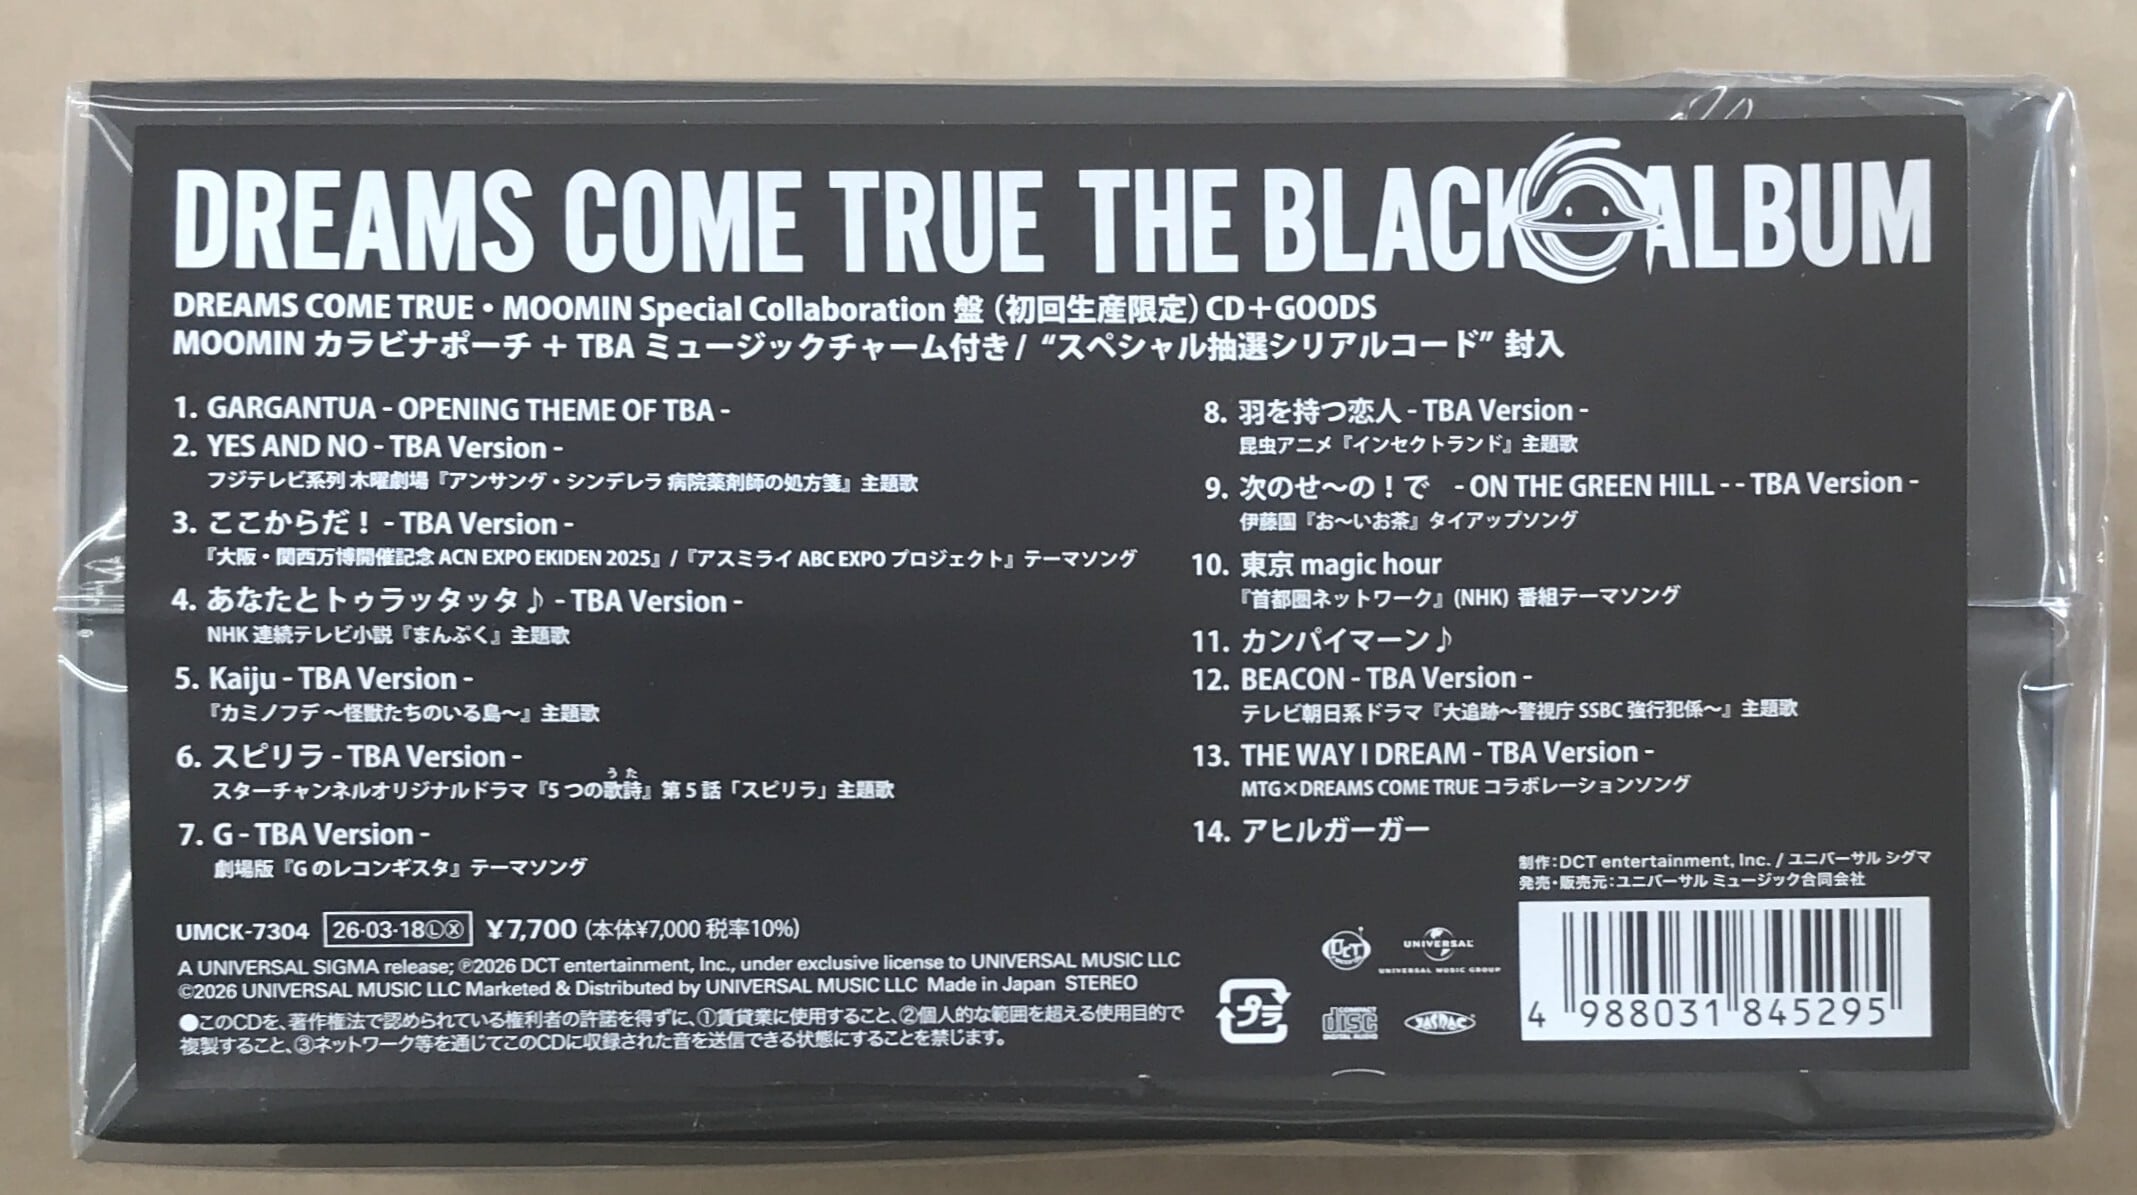 DREAMS COME TRUE THE BLACK ALBUM
DREAMS COME TRUE・MOOMIN Special Collaboration 盤（初回生産限定）CD＋GOODS
MOOMIN カラビナポーチ ＋ TBA ミュージックチャーム付き / “スペシャル抽選シリアルコード” 封入
1. GARGANTUA - OPENING THEME OF TBA -
2. YES AND NO - TBA Version -
フジテレビ系列 木曜劇場『アンサング・シンデレラ 病院薬剤師の処方箋』主題歌
3. ここからだ！ - TBA Version -
『大阪・関西万博開催記念 ACN EXPO EKIDEN 2025』/『アスミライ ABC EXPO プロジェクト』テーマソング
4. あなたとトゥラッタッタ♪ - TBA Version -
NHK 連続テレビ小説『まんぷく』主題歌
5. Kaiju - TBA Version -
『カミノフデ～怪獣たちのいる島～』主題歌
6. スピリラ - TBA Version -
うた
スターチャンネルオリジナルドラマ『5 つの歌詩』第 5 話「スピリラ」主題歌
7. G - TBA Version -
劇場版『G のレコンギスタ』テーマソング
8. 羽を持つ恋人 - TBA Version -
昆虫アニメ『インセクトランド』主題歌
9. 次のせ～の！で - ON THE GREEN HILL - - TBA Version -
伊藤園『お～いお茶』タイアップソング
10. 東京 magic hour
『首都圏ネットワーク』(NHK) 番組テーマソング
11. カンパイマーン♪
12. BEACON - TBA Version -
テレビ朝日系ドラマ『大追跡～警視庁 SSBC 強行犯係～』主題歌
13. THE WAY I DREAM - TBA Version -
MTG×DREAMS COME TRUE コラボレーションソング
14. アヒルガーガー
制作：DCT entertainment, Inc. / ユニバーサル シグマ
発売・販売元：ユニバーサル ミュージック合同会社
UMCK-7304 26·03·18ⓁⓍ ¥7,700 (本体¥7,000 税率10%)
A UNIVERSAL SIGMA release; ℗2026 DCT entertainment, Inc., under exclusive license to UNIVERSAL MUSIC LLC
©2026 UNIVERSAL MUSIC LLC Marketed & Distributed by UNIVERSAL MUSIC LLC Made in Japan STEREO
●このCDを、著作権法で認められている権利者の許諾を得ずに、①賃貸業に使用すること、②個人的な範囲を超える使用目的で
複製すること、③ネットワーク等を通じてこのCDに収録された音を送信できる状態にすることを禁じます。
プラ
DCT records
UNIVERSAL
UNIVERSAL MUSIC GROUP
COMPACT disc DIGITAL AUDIO
JASRAC
4 988031 845295